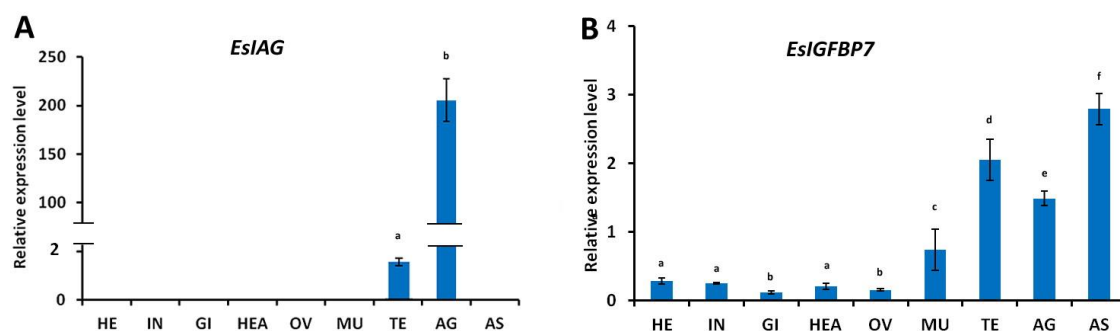 A
EsIAG
Relative expression level
250
200
150
100
2
0
a
b
HE IN GI HEA OV MU TE AG AS
B
EsIGFBP7
Relative expression level
4
3
2
1
0
a
a
b
a
b
c
d
e
f
HE IN GI HEA OV MU TE AG AS